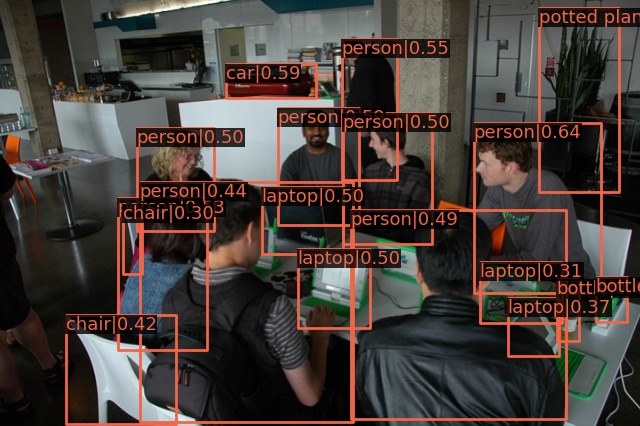 potted plan
person|0.55
car|0.59
person|0.50
person|0.50
person|0.64
person|0.50
person|0.44
laptop|0.50
chair|0.30
person|0.49
laptop|0.50
laptop|0.31
bottle
laptop|0.37
chair|0.42